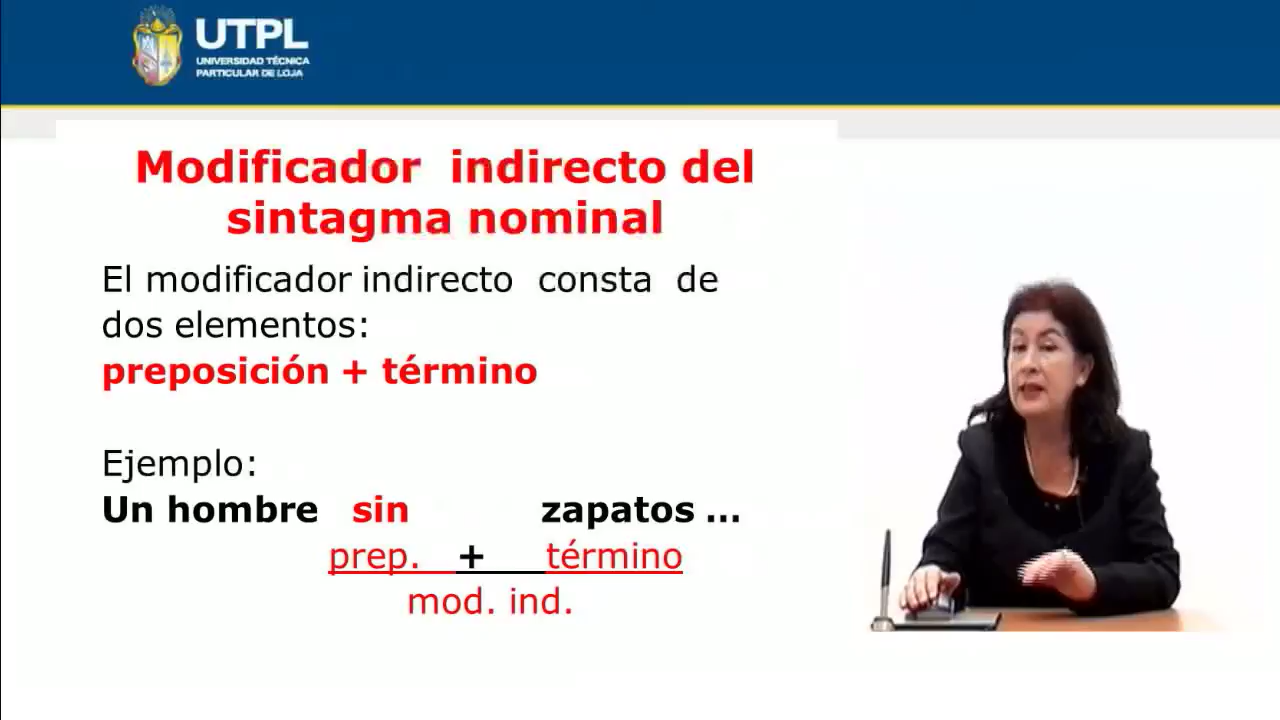 UTPL
UNIVERSIDAD TÉCNICA
PARTICULAR DE LOJA
Modificador indirecto del
sintagma nominal
El modificador indirecto consta de
dos elementos:
preposición + término
Ejemplo:
Un hombre sin zapatos ...
prep. + término
mod. ind.